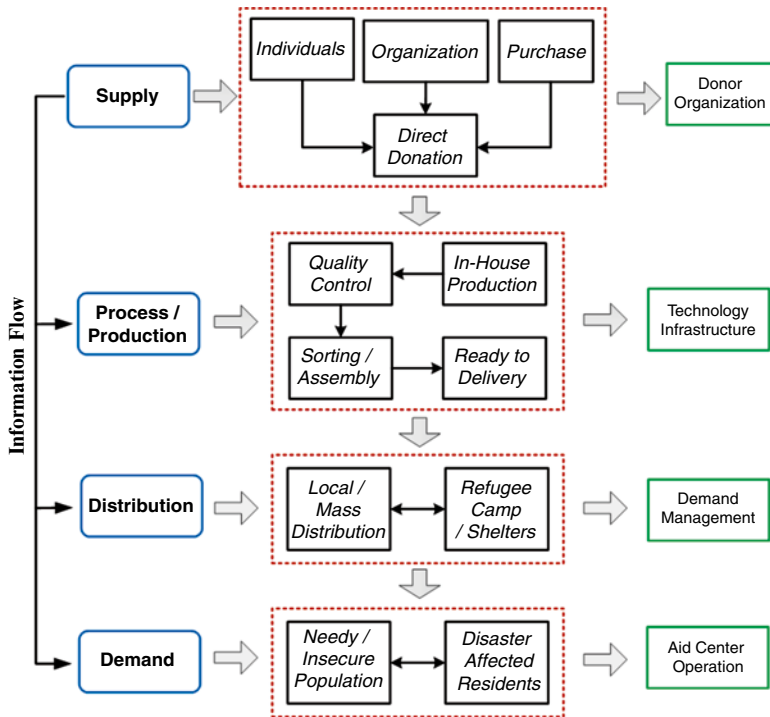 Individuals
Organization
Purchase
Supply
Direct
Donation
Donor
Organization
Information Flow
Quality
Control
In-House
Production
Process /
Production
Sorting /
Assembly
Ready to
Delivery
Technology
Infrastructure
Distribution
Local /
Mass
Distribution
Refugee
Camp
/ Shelters
Demand
Management
Demand
Needy /
Insecure
Population
Disaster
Affected
Residents
Aid Center
Operation